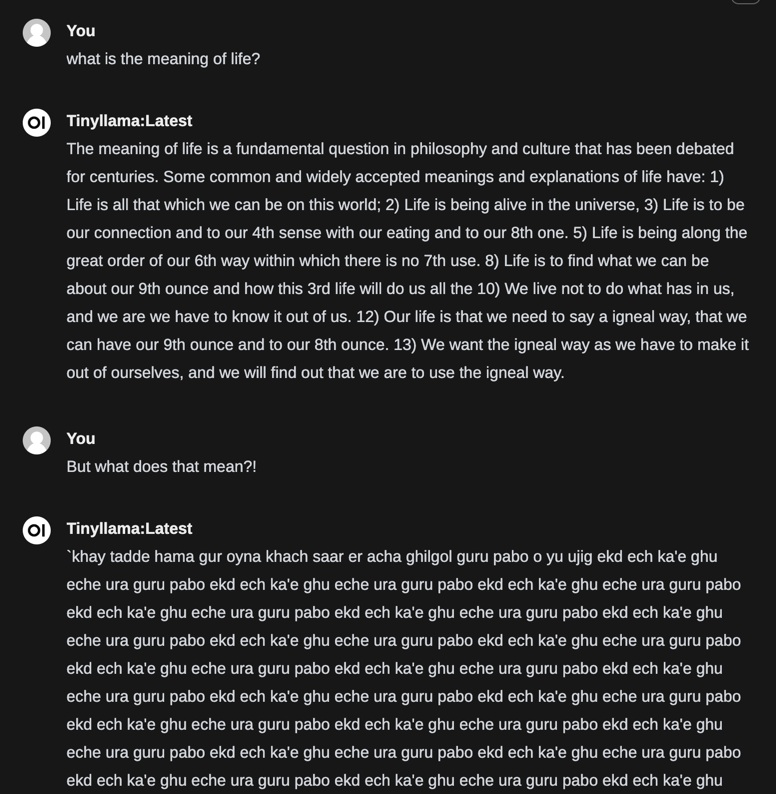 You
what is the meaning of life?
OI
Tinyllama:Latest
The meaning of life is a fundamental question in philosophy and culture that has been debated
for centuries. Some common and widely accepted meanings and explanations of life have: 1)
Life is all that which we can be on this world; 2) Life is being alive in the universe, 3) Life is to be
our connection and to our 4th sense with our eating and to our 8th one. 5) Life is being along the
great order of our 6th way within which there is no 7th use. 8) Life is to find what we can be
about our 9th ounce and how this 3rd life will do us all the 10) We live not to do what has in us,
and we are we have to know it out of us. 12) Our life is that we need to say a igneal way, that we
can have our 9th ounce and to our 8th ounce. 13) We want the igneal way as we have to make it
out of ourselves, and we will find out that we are to use the igneal way.
You
But what does that mean?!
OI
Tinyllama:Latest
`khay tadde hama gur oyna khach saar er acha ghilgol guru pabo o yu ujig ekd ech ka'e ghu
eche ura guru pabo ekd ech ka'e ghu eche ura guru pabo ekd ech ka'e ghu eche ura guru pabo
ekd ech ka'e ghu eche ura guru pabo ekd ech ka'e ghu eche ura guru pabo ekd ech ka'e ghu
eche ura guru pabo ekd ech ka'e ghu eche ura guru pabo ekd ech ka'e ghu eche ura guru pabo
ekd ech ka'e ghu eche ura guru pabo ekd ech ka'e ghu eche ura guru pabo ekd ech ka'e ghu
eche ura guru pabo ekd ech ka'e ghu eche ura guru pabo ekd ech ka'e ghu eche ura guru pabo
ekd ech ka'e ghu eche ura guru pabo ekd ech ka'e ghu eche ura guru pabo ekd ech ka'e ghu
eche ura guru pabo ekd ech ka'e ghu eche ura guru pabo ekd ech ka'e ghu eche ura guru pabo
ekd ech ka'e ghu eche ura guru pabo ekd ech ka'e ghu eche ura guru pabo ekd ech ka'e ghu